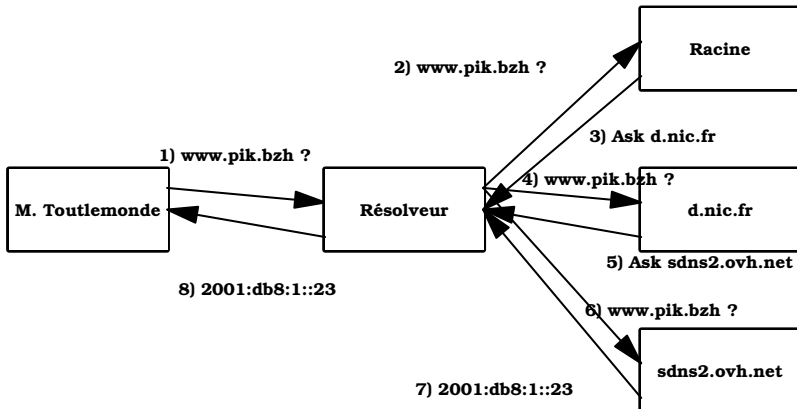 Racine
2) www.pik.bzh ?
3) Ask d.nic.fr
1) www.pik.bzh ?
4) www.pik.bzh ?
M. Toutlemonde
Résolveur
d.nic.fr
5) Ask sdns2.ovh.net
8) 2001:db8:1::23
6) www.pik.bzh ?
sdns2.ovh.net
7) 2001:db8:1::23